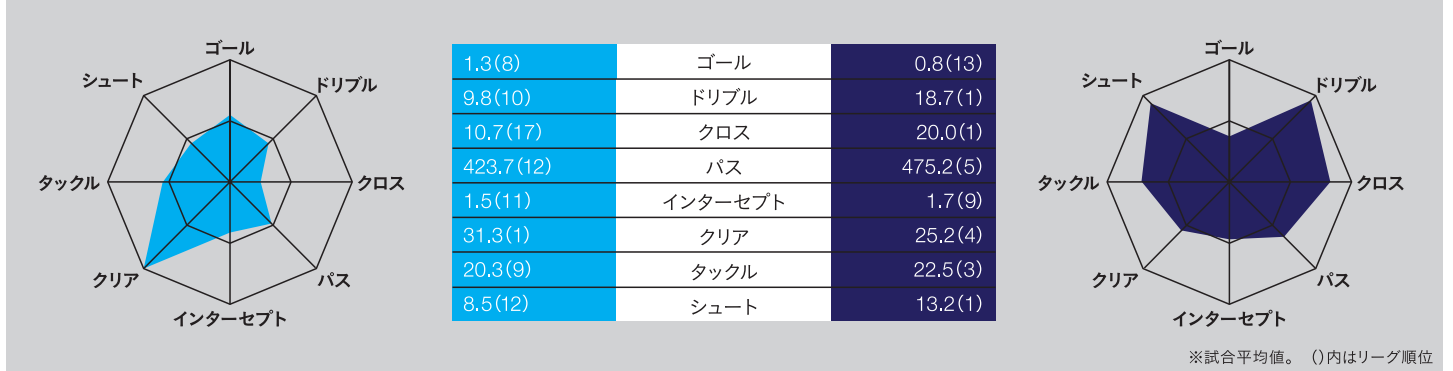 ゴール
シュート
ドリブル
タックル
クロス
クリア
パス
インターセプト
1.3(8) ゴール 0.8(13)
9.8(10) ドリブル 18.7(1)
10.7(17) クロス 20.0(1)
423.7(12) パス 475.2(5)
1.5(11) インターセプト 1.7(9)
31.3(1) クリア 25.2(4)
20.3(9) タックル 22.5(3)
8.5(12) シュート 13.2(1)
ゴール
シュート
ドリブル
タックル
クロス
クリア
パス
インターセプト
※試合平均値。 ()内はリーグ順位